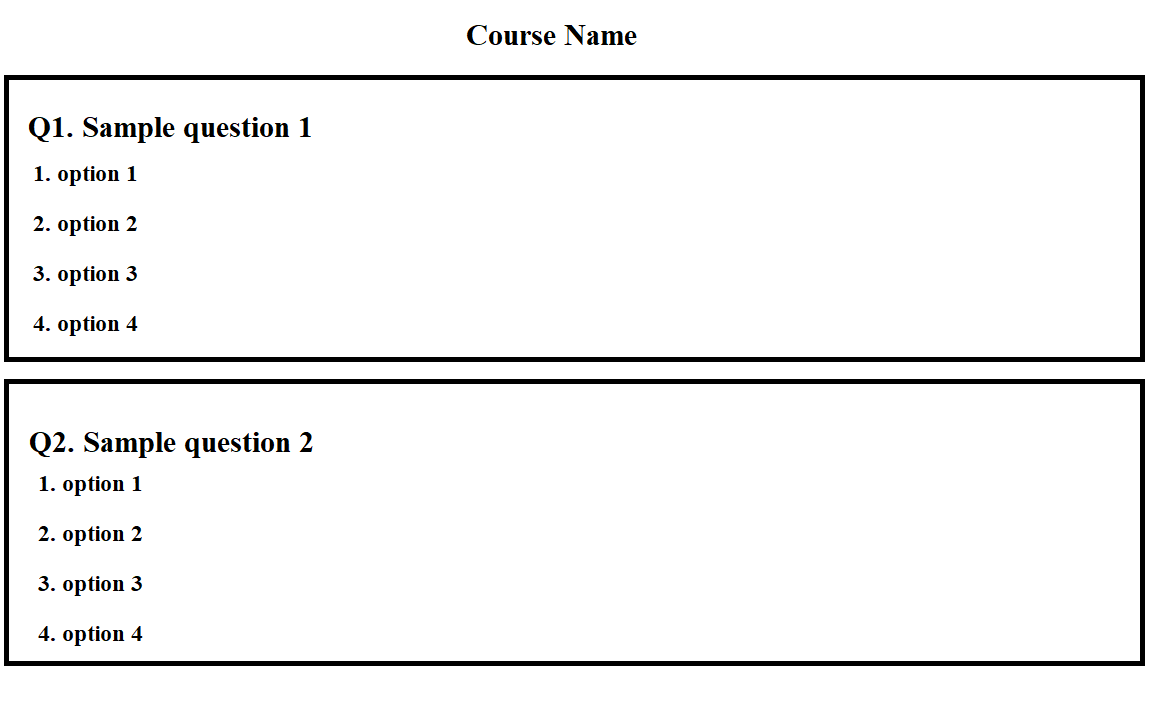 Course Name
Q1. Sample question 1
1. option 1
2. option 2
3. option 3
4. option 4
Q2. Sample question 2
1. option 1
2. option 2
3. option 3
4. option 4